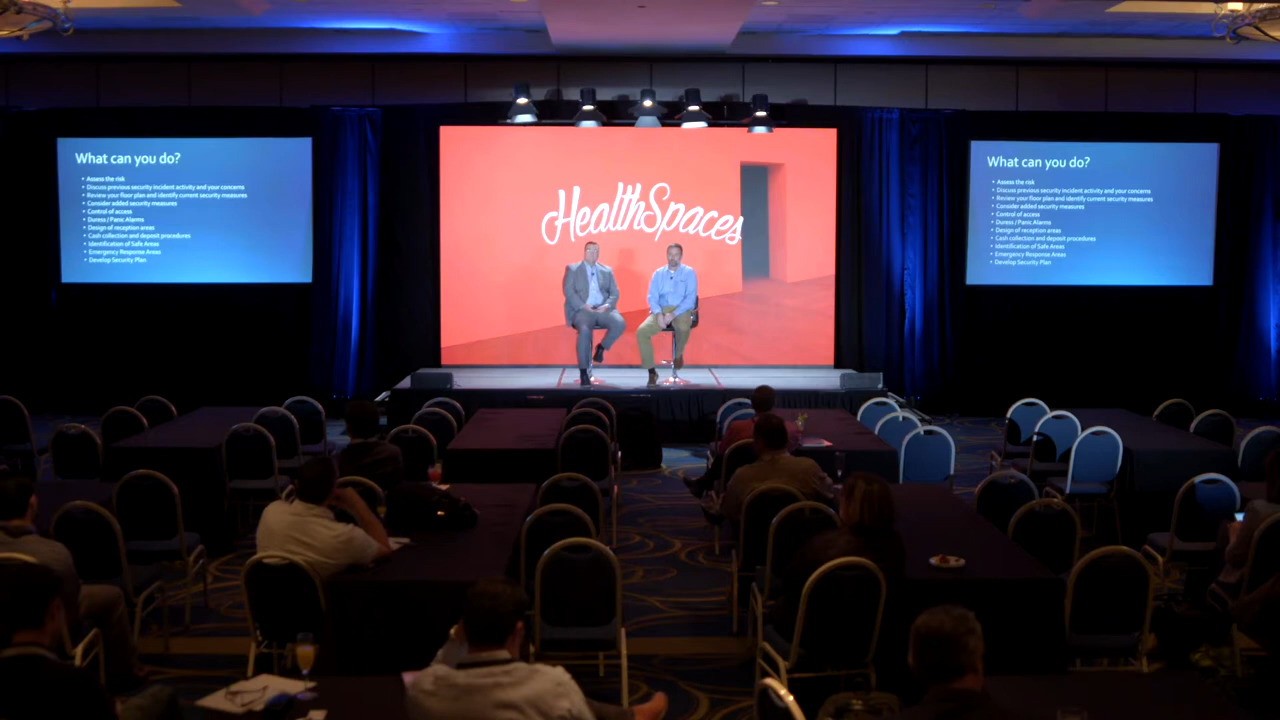 What can you do?
• Assess the risk
• Discuss previous security incident activity and your concerns
• Review your floor plan and identify current security measures
• Consider added security measures
• Control of access
• Duress / Panic Alarms
• Design of reception areas
• Cash collection and deposit procedures
• Identification of Safe Areas
• Emergency Response Areas
• Develop Security Plan
HealthSpaces
What can you do?
• Assess the risk
• Discuss previous security incident activity and your concerns
• Review your floor plan and identify current security measures
• Consider added security measures
• Control of access
• Duress / Panic Alarms
• Design of reception areas
• Cash collection and deposit procedures
• Identification of Safe Areas
• Emergency Response Areas
• Develop Security Plan